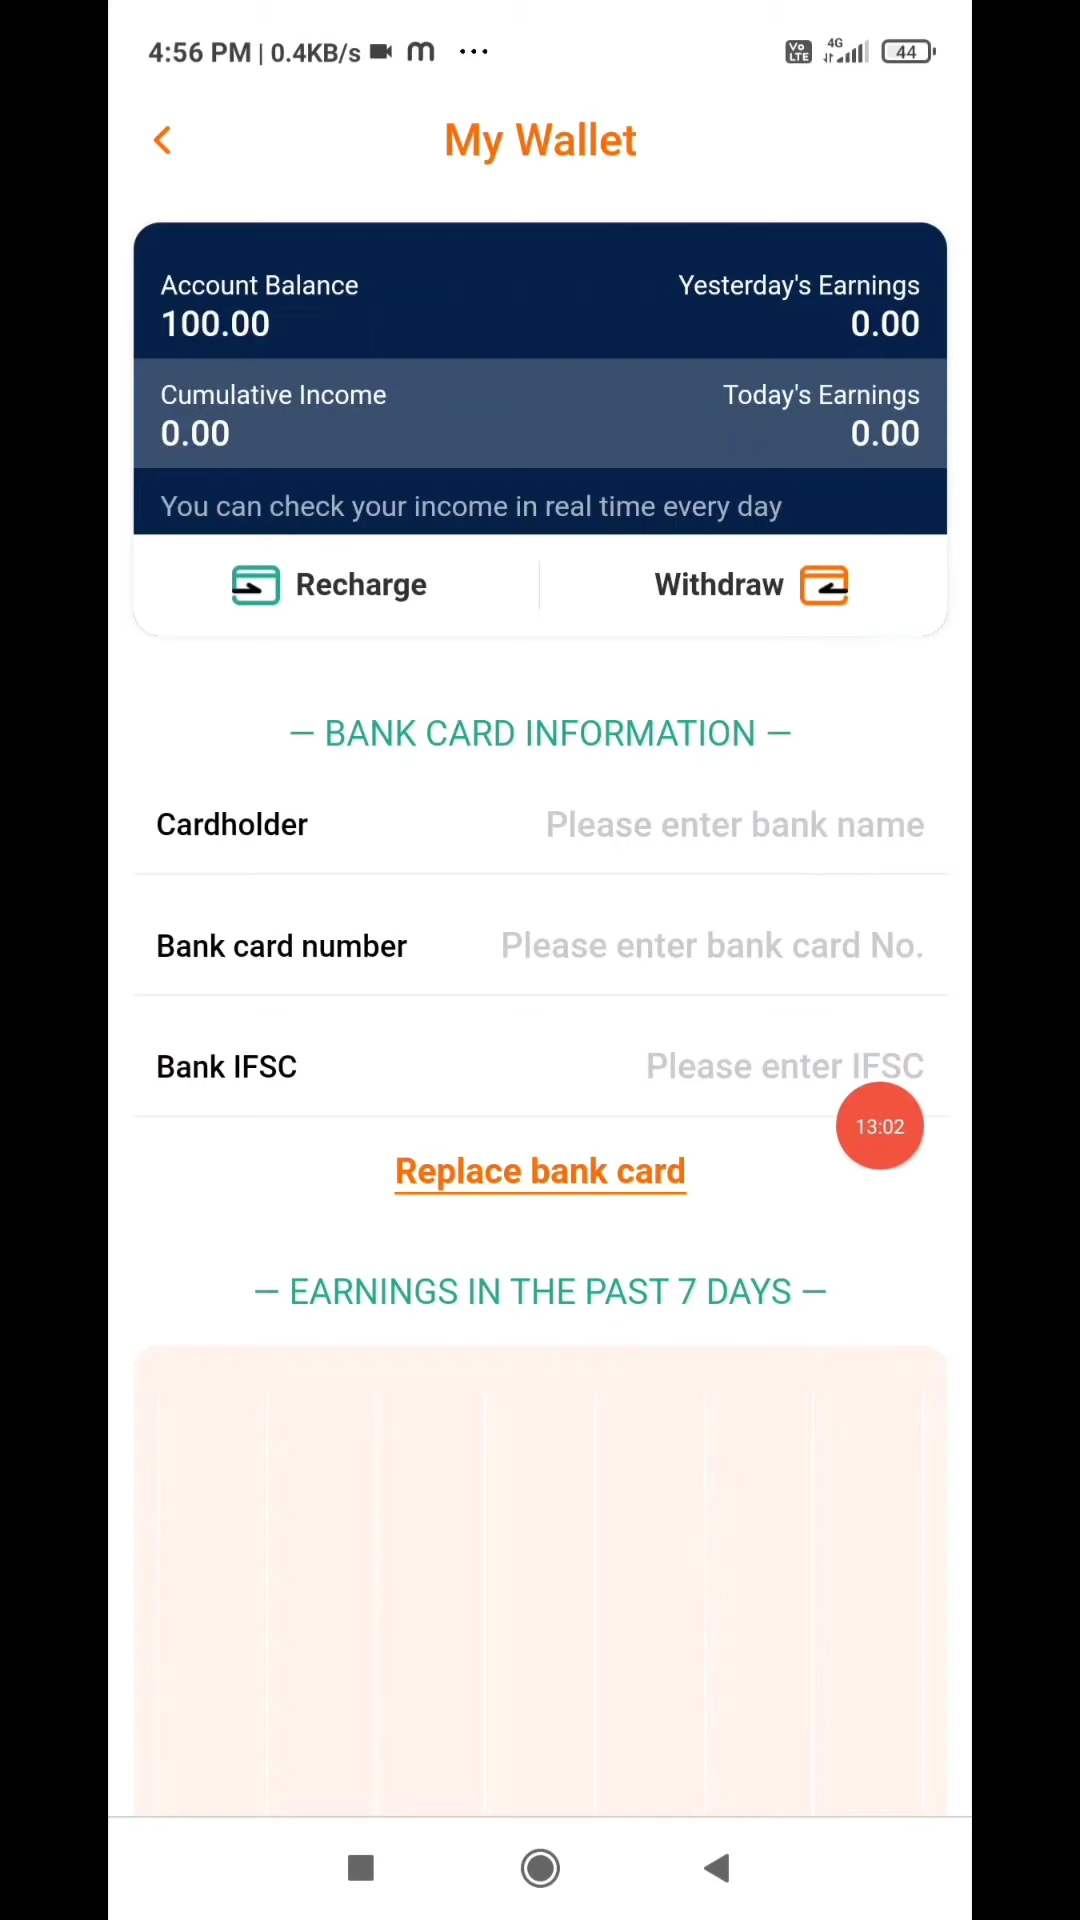 4:56 PM | 0.4KB/s m ...
Vo LTE 4G 44
My Wallet
Account Balance Yesterday's Earnings
100.00 0.00
Cumulative Income Today's Earnings
0.00 0.00
You can check your income in real time every day
Recharge Withdraw
— BANK CARD INFORMATION —
Cardholder Please enter bank name
Bank card number Please enter bank card No.
Bank IFSC Please enter IFSC
13:02
Replace bank card
— EARNINGS IN THE PAST 7 DAYS —